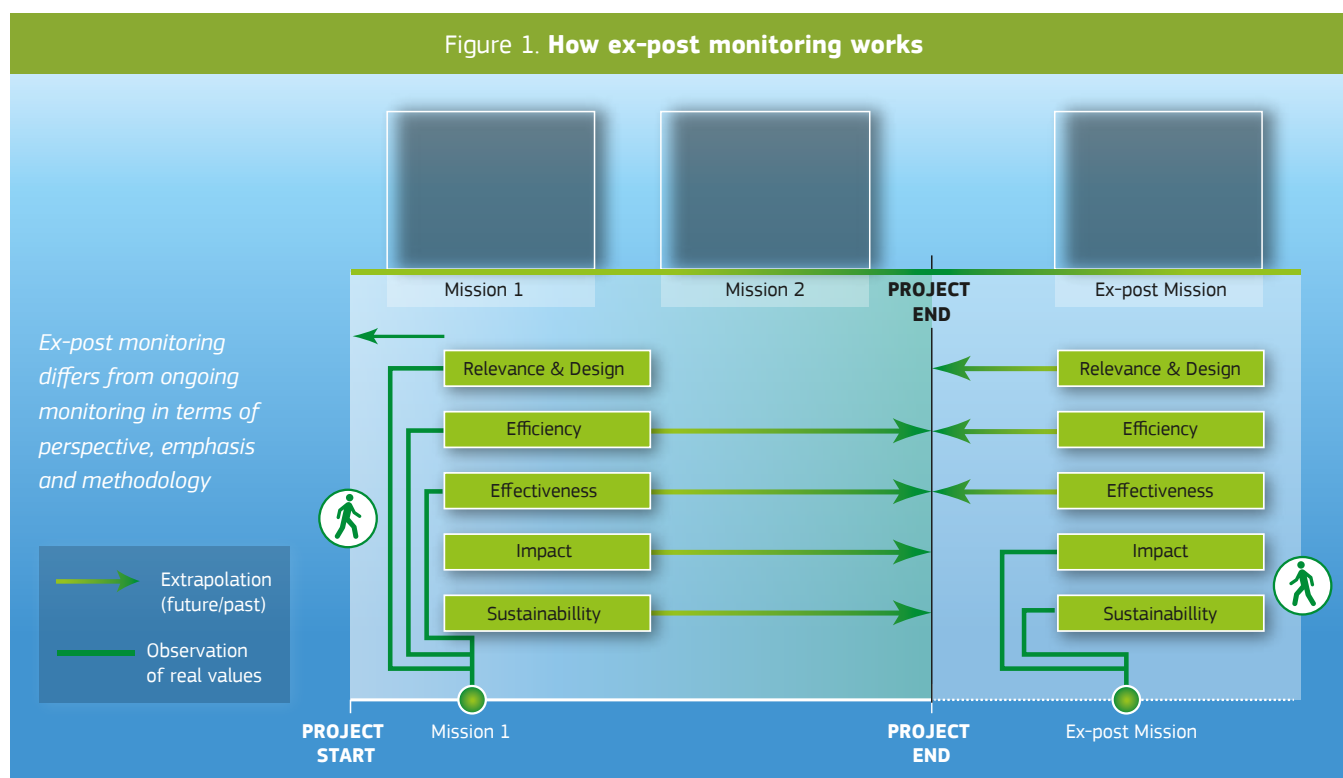 Figure 1. How ex-post monitoring works
Mission 1
Mission 2
PROJECT
END
Ex-post Mission
Ex-post monitoring
differs from ongoing
monitoring in terms of
perspective, emphasis
and methodology
Relevance & Design
Relevance & Design
Efficiency
Efficiency
Effectiveness
Effectiveness
Impact
Impact
Sustainabillity
Sustainabillity
Extrapolation
(future/past)
Observation
of real values
PROJECT
START
Mission 1
PROJECT
END
Ex-post Mission